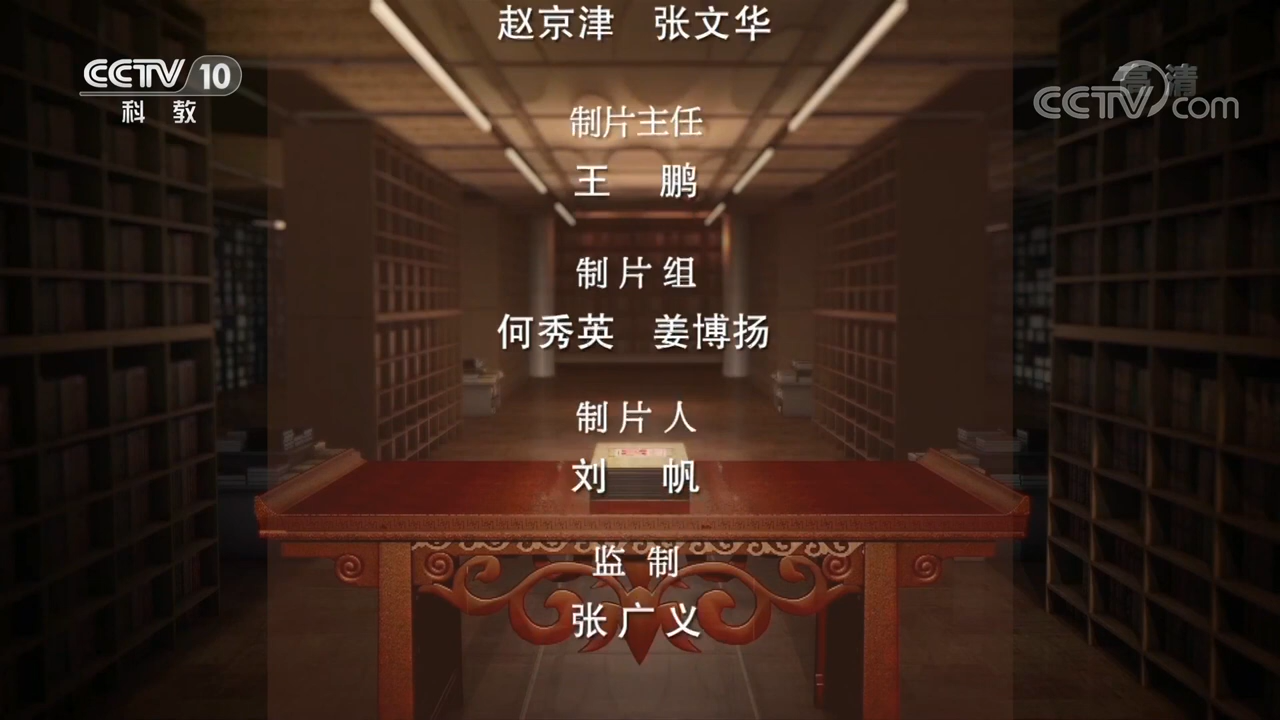 赵京津 张文华
CCTV 10
科 教
高清
CCTV com
制片主任
王 鹏
制片组
何秀英 姜博扬
制片人
刘 帆
监 制
张广义